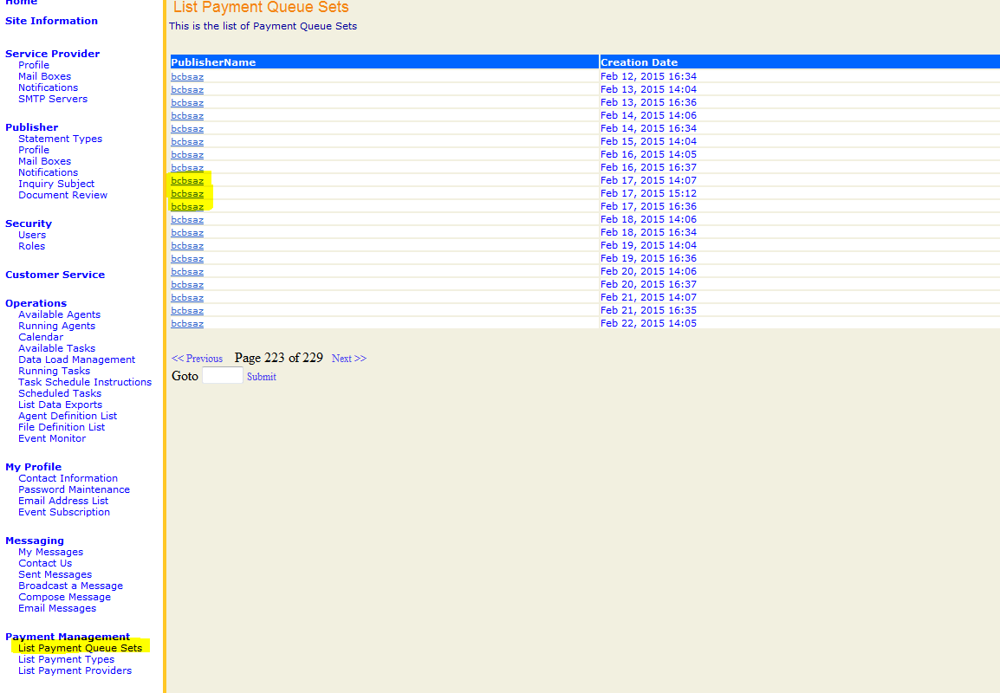 Home
Site Information
Service Provider
Profile
Mail Boxes
Notifications
SMTP Servers
Publisher
Statement Types
Profile
Mail Boxes
Notifications
Inquiry Subject
Document Review
Security
Users
Roles
Customer Service
Operations
Available Agents
Running Agents
Calendar
Available Tasks
Data Load Management
Running Tasks
Task Schedule Instructions
Scheduled Tasks
List Data Exports
Agent Definition List
File Definition List
Event Monitor
My Profile
Contact Information
Password Maintenance
Email Address List
Event Subscription
Messaging
My Messages
Contact Us
Sent Messages
Broadcast a Message
Compose Message
Email Messages
Payment Management
List Payment Queue Sets
List Payment Types
List Payment Providers
List Payment Queue Sets
This is the list of Payment Queue Sets
PublisherName Creation Date
bcbsaz Feb 12, 2015 16:34
bcbsaz Feb 13, 2015 14:04
bcbsaz Feb 13, 2015 16:36
bcbsaz Feb 14, 2015 14:06
bcbsaz Feb 14, 2015 16:34
bcbsaz Feb 15, 2015 14:04
bcbsaz Feb 16, 2015 14:05
bcbsaz Feb 16, 2015 16:37
bcbsaz Feb 17, 2015 14:07
bcbsaz Feb 17, 2015 15:12
bcbsaz Feb 17, 2015 16:36
bcbsaz Feb 18, 2015 14:06
bcbsaz Feb 18, 2015 16:34
bcbsaz Feb 19, 2015 14:04
bcbsaz Feb 19, 2015 16:36
bcbsaz Feb 20, 2015 14:06
bcbsaz Feb 20, 2015 16:37
bcbsaz Feb 21, 2015 14:07
bcbsaz Feb 21, 2015 16:35
bcbsaz Feb 22, 2015 14:05
<< Previous Page 223 of 229 Next >>
Goto Submit